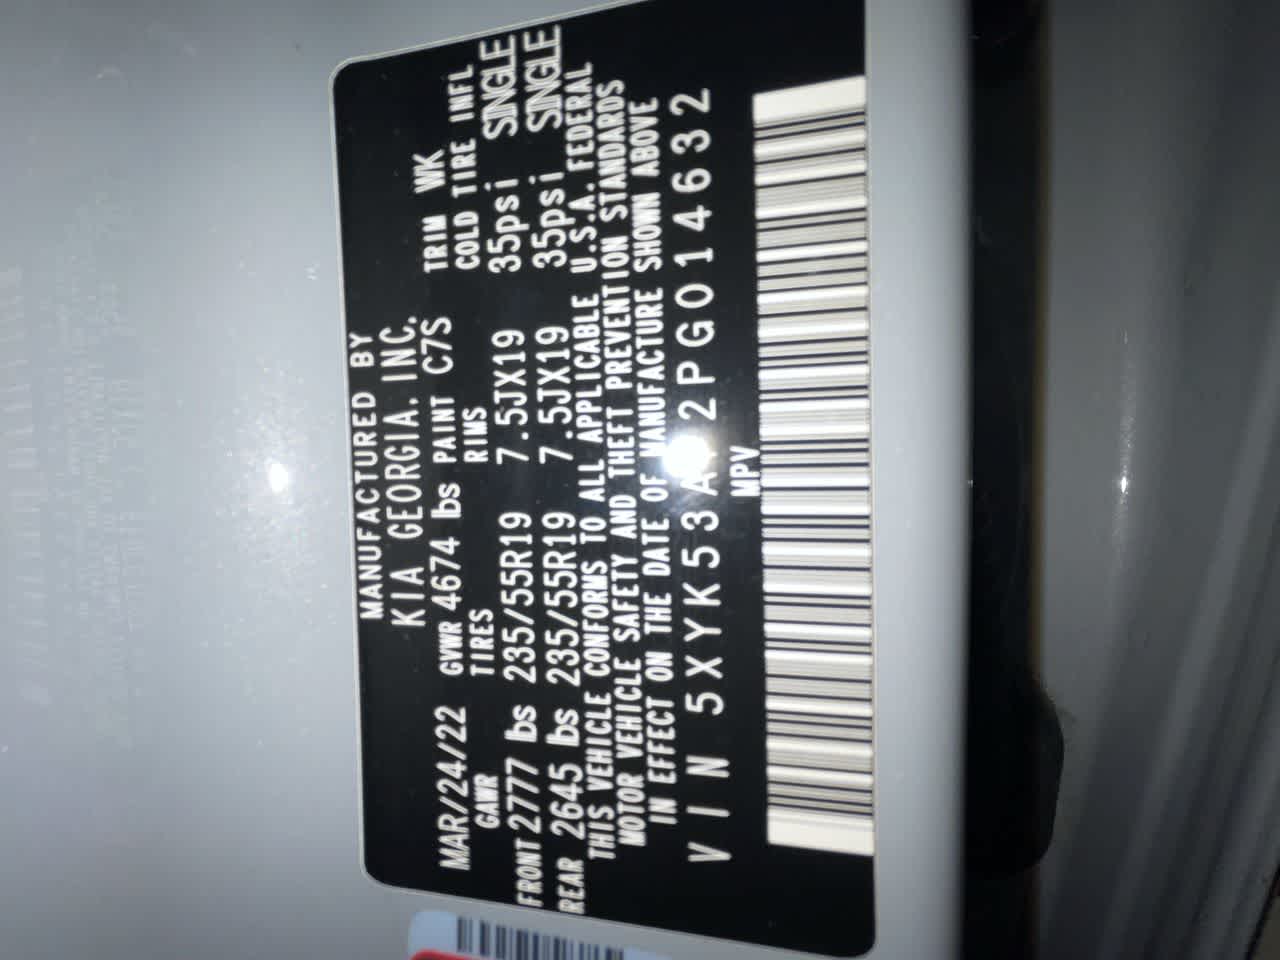 MANUFACTURED BY
KIA GEORGIA. INC.
MAR/24/22 GVWR 4674 lbs PAINT C7S TRIM WK
GAWR TIRES RIMS COLD TIRE INFL
FRONT 2777 lbs 235/55R19 7.5JX19 35psi SINGLE
REAR 2645 lbs 235/55R19 7.5JX19 35psi SINGLE
THIS VEHICLE CONFORMS TO ALL APPLICABLE U.S.A. FEDERAL
MOTOR VEHICLE SAFETY AND THEFT PREVENTION STANDARDS
IN EFFECT ON THE DATE OF MANUFACTURE SHOWN ABOVE
VIN 5XYK53A 2PG014632
MPV